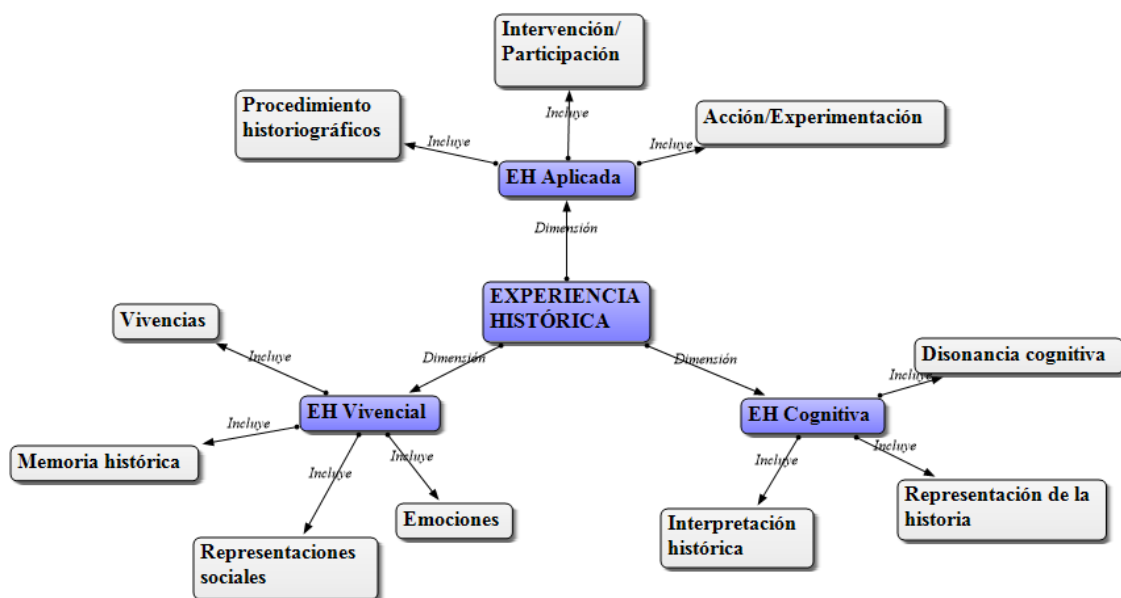 Intervención/
Participación
Procedimiento
historiográficos
Incluye
Acción/Experimentación
Incluye
Incluye
EH Aplicada
Dimensión
EXPERIENCIA
HISTÓRICA
Vivencias
Incluye
Dimensión
Dimensión
Disonancia cognitiva
Incluye
EH Vivencial
EH Cognitiva
Incluye
Memoria histórica
Incluye
Incluye
Incluye
Incluye
Emociones
Representación de la
historia
Interpretación
histórica
Representaciones
sociales